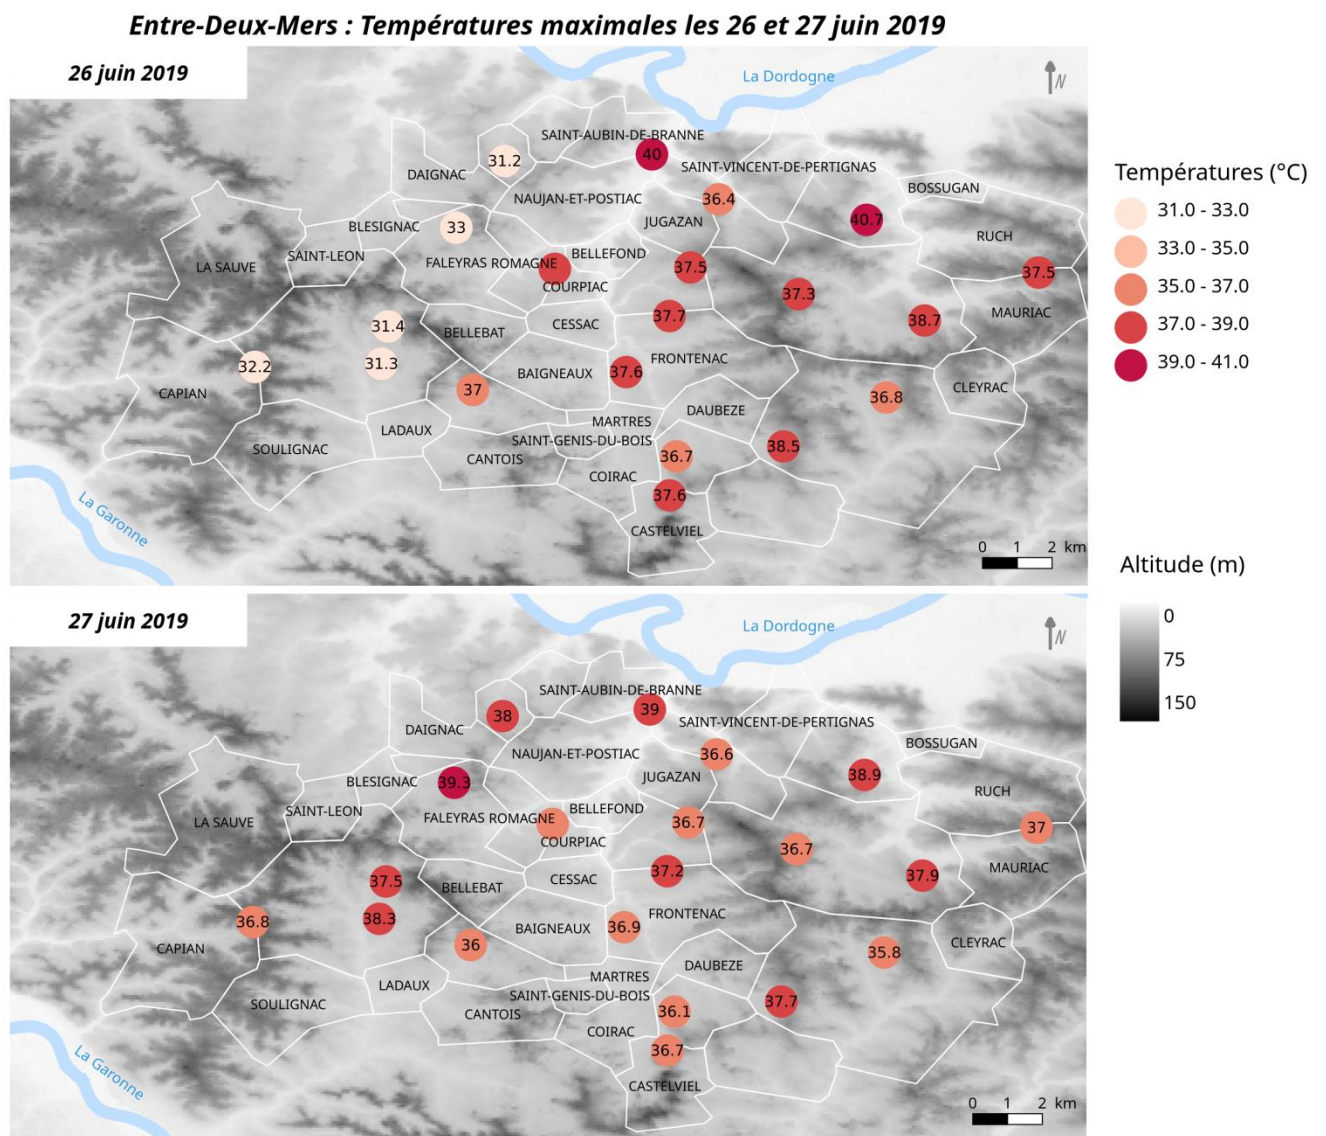 Entre-Deux-Mers : Températures maximales les 26 et 27 juin 2019
26 juin 2019
La Dordogne
N
SAINT-AUBIN-DE-BRANNE
31.2
40
DAIGNAC
SAINT-VINCENT-DE-PERTIGNAS
BOSSUGAN
NAUJAN-ET-POSTIAC
36.4
BLESIGNAC
33
JUGAZAN
40.7
RUCH
SAINT-LEON
BELLEFOND
LA SAUVE
FALEYRAS ROMAGNE
37.5
37.5
COURPIAC
37.3
MAURIAC
31.4
BELLEBAT
CESSAC
37.7
38.7
32.2
31.3
BAIGNEAUX
37.6
FRONTENAC
CAPIAN
37
36.8
CLEYRAC
LADAUX
MARTRES
DAUBEZE
SOULIGNAC
SAINT-GENIS-DU-BOIS
38.5
CANTOIS
36.7
COIRAC
37.6
La Garonne
CASTELVIEL
0 1 2 km
Températures (°C)
31.0 - 33.0
33.0 - 35.0
35.0 - 37.0
37.0 - 39.0
39.0 - 41.0
Altitude (m)
0
75
150
27 juin 2019
La Dordogne
N
SAINT-AUBIN-DE-BRANNE
38
39
DAIGNAC
SAINT-VINCENT-DE-PERTIGNAS
BOSSUGAN
NAUJAN-ET-POSTIAC
36.6
BLESIGNAC
39.3
JUGAZAN
38.9
RUCH
SAINT-LEON
BELLEFOND
LA SAUVE
FALEYRAS ROMAGNE
36.7
37
COURPIAC
36.7
MAURIAC
37.5
BELLEBAT
CESSAC
37.2
37.9
36.8
38.3
BAIGNEAUX
36.9
FRONTENAC
CAPIAN
36
35.8
CLEYRAC
LADAUX
MARTRES
DAUBEZE
SOULIGNAC
SAINT-GENIS-DU-BOIS
37.7
CANTOIS
36.1
COIRAC
36.7
La Garonne
CASTELVIEL
0 1 2 km